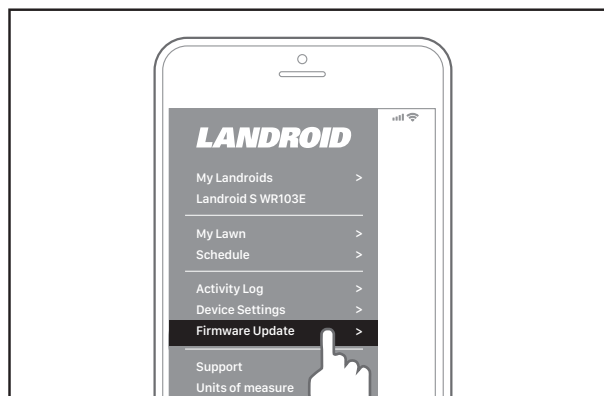 LANDROID
My Landroids >
Landroid S WR103E
My Lawn >
Schedule >
Activity Log >
Device Settings >
Firmware Update >
Support
Units of measure